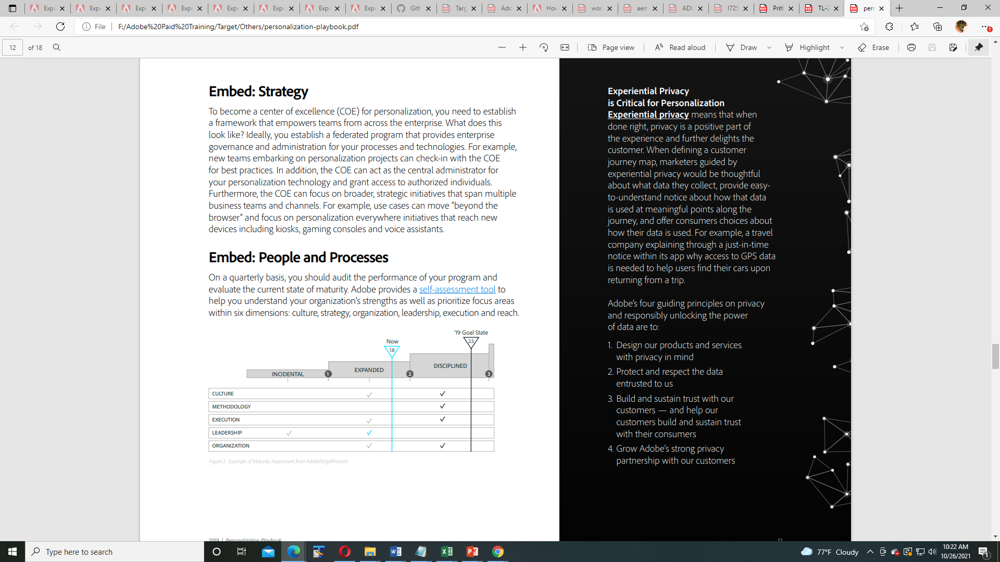 Expe
Expe
Expe
Expe
Expe
Expe
Expe
Expe
Gith
Targ
Ado
How
wor
aem
ADL
I725
Prith
TL-2
pers
File
F:/Adobe%20Paid%20Training/Target/Others/personalization-playbook.pdf
12
of 18
Page view
Read aloud
Draw
Highlight
Erase
Embed: Strategy
To become a center of excellence (COE) for personalization, you need to establish
a framework that empowers teams from across the enterprise. What does this
look like? Ideally, you establish a federated program that provides enterprise
governance and administration for your processes and technologies. For example,
new teams embarking on personalization projects can check-in with the COE
for best practices. In addition, the COE can act as the central administrator for
your personalization technology and grant access to authorized individuals.
Furthermore, the COE can focus on broader, strategic initiatives that span multiple
business teams and channels. For example, use cases can move “beyond the
browser” and focus on personalization everywhere initiatives that reach new
devices including kiosks, gaming consoles and voice assistants.
Embed: People and Processes
On a quarterly basis, you should audit the performance of your program and
evaluate the current state of maturity. Adobe provides a self-assessment tool to
help you understand your organization’s strengths as well as prioritize focus areas
within six dimensions: culture, strategy, organization, leadership, execution and reach.
'19 Goal State
2.5
Now
1.8
INCIDENTAL
1
EXPANDED
2
DISCIPLINED
3
CULTURE
METHODOLOGY
EXECUTION
LEADERSHIP
ORGANIZATION
Figure 2. Example of Maturity Assessment from AdobeTargetPro.com
2019 | Personalization Playbook
Experiential Privacy
is Critical for Personalization
Experiential privacy means that when
done right, privacy is a positive part of
the experience and further delights the
customer. When defining a customer
journey map, marketers guided by
experiential privacy would be thoughtful
about what data they collect, provide easy-
to-understand notice about how that data
is used at meaningful points along the
journey, and offer consumers choices about
how their data is used. For example, a travel
company explaining through a just-in-time
notice within its app why access to GPS data
is needed to help users find their cars upon
returning from a trip.
Adobe’s four guiding principles on privacy
and responsibly unlocking the power
of data are to:
1. Design our products and services
with privacy in mind
2. Protect and respect the data
entrusted to us
3. Build and sustain trust with our
customers — and help our
customers build and sustain trust
with their consumers
4. Grow Adobe’s strong privacy
partnership with our customers
12
Type here to search
77°F Cloudy
10:22 AM
10/26/2021
1